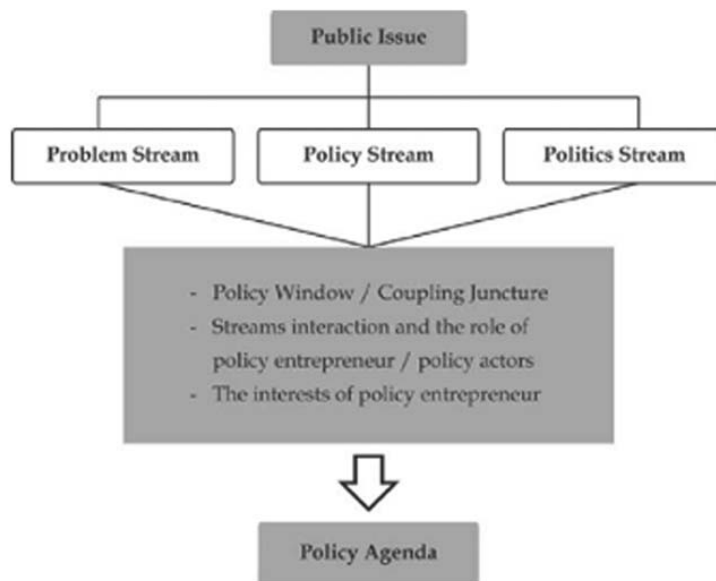 Public Issue
Problem Stream
Policy Stream
Politics Stream
- Policy Window / Coupling Juncture
- Streams interaction and the role of
policy entrepreneur / policy actors
- The interests of policy entrepreneur
Policy Agenda